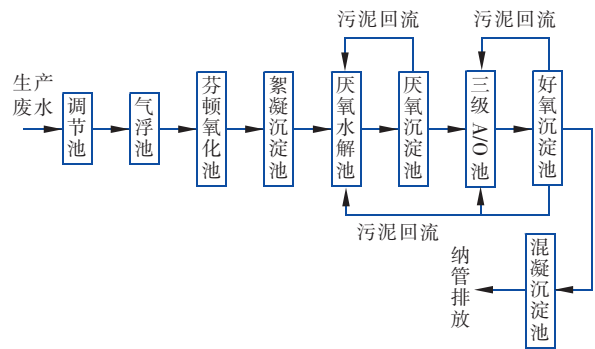 污泥回流
污泥回流
生产
废水
调节池
气浮池
芬顿氧化池
絮凝沉淀池
厌氧水解池
厌氧沉淀池
三级A/O池
好氧沉淀池
污泥回流
混凝沉淀池
纳管排放